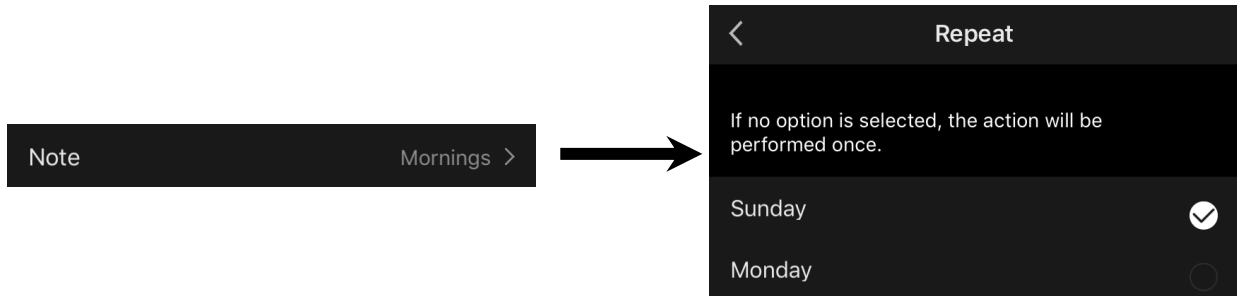 Note
Mornings
Repeat
If no option is selected, the action will be
performed once.
Sunday
Monday